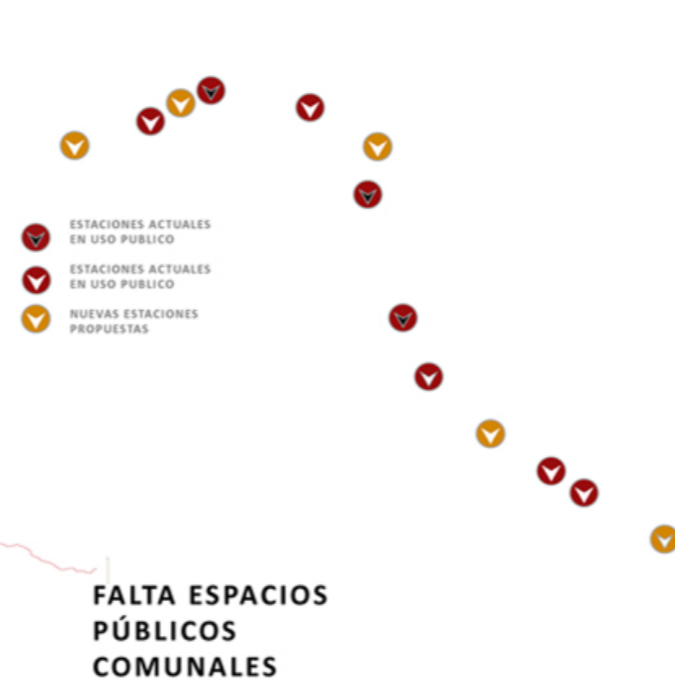 ESTACIONES ACTUALES
EN USO PUBLICO
ESTACIONES ACTUALES
EN USO PUBLICO
NUEVAS ESTACIONES
PROPUESTAS
FALTA ESPACIOS
PÚBLICOS
COMUNALES